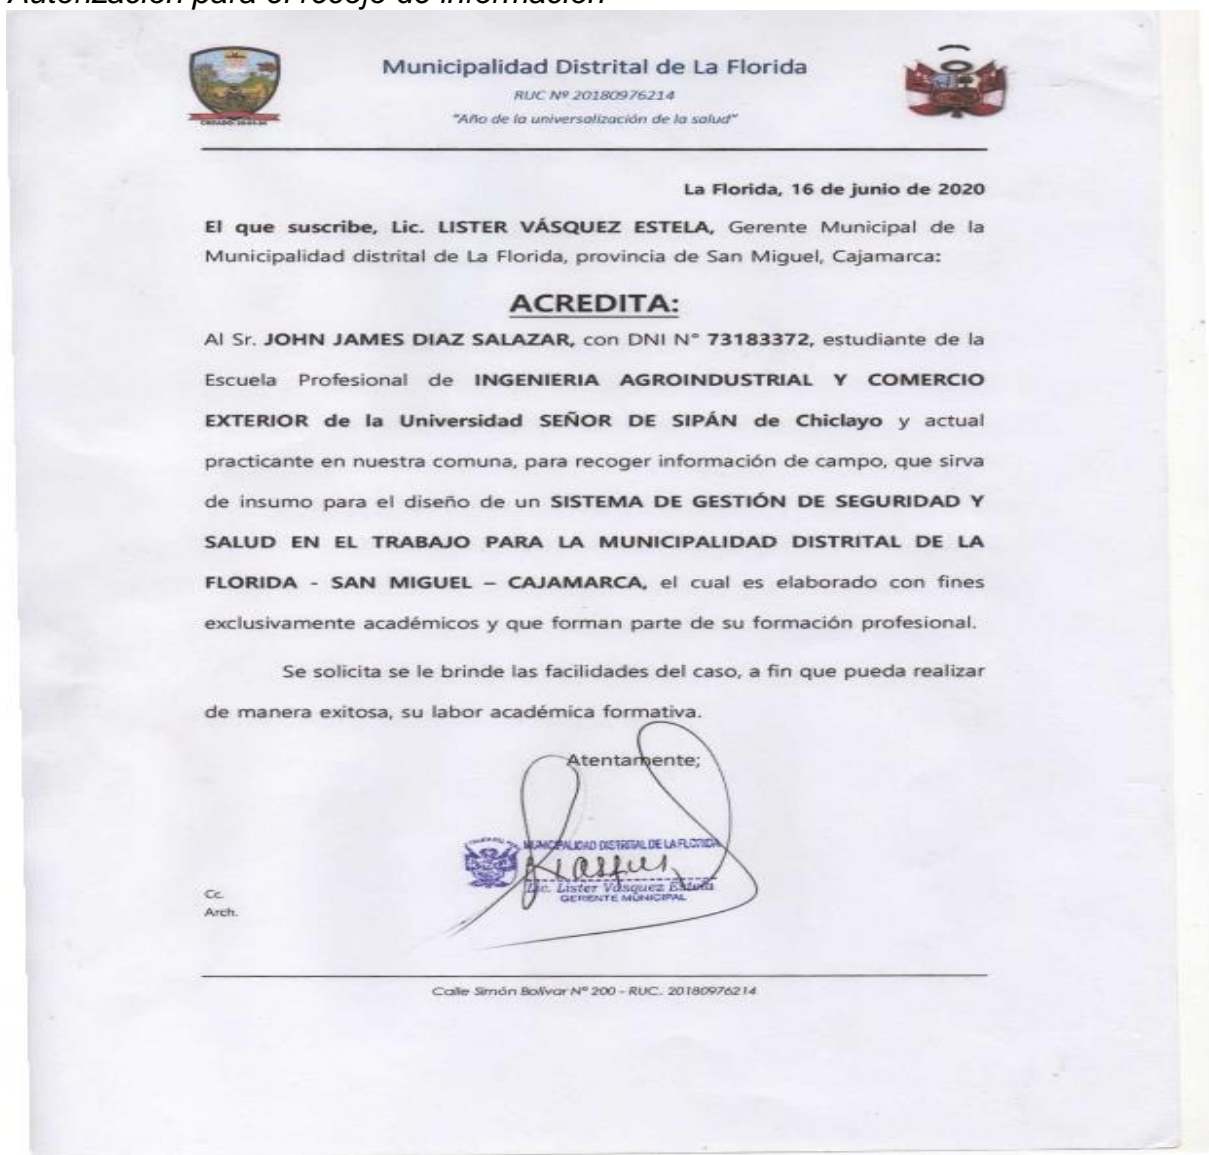 Autorización para el recojo de información
Municipalidad Distrital de La Florida
RUC Nº 20180976214
"Año de la universalización de la salud"
La Florida, 16 de junio de 2020
El que suscribe, Lic. LISTER VÁSQUEZ ESTELA, Gerente Municipal de la
Municipalidad distrital de La Florida, provincia de San Miguel, Cajamarca:
ACREDITA:
Al Sr. JOHN JAMES DIAZ SALAZAR, con DNI N° 73183372, estudiante de la
Escuela Profesional de INGENIERIA AGROINDUSTRIAL Y COMERCIO
EXTERIOR de la Universidad SEÑOR DE SIPÁN de Chiclayo y actual
practicante en nuestra comuna, para recoger información de campo, que sirva
de insumo para el diseño de un SISTEMA DE GESTIÓN DE SEGURIDAD Y
SALUD EN EL TRABAJO PARA LA MUNICIPALIDAD DISTRITAL DE LA
FLORIDA - SAN MIGUEL – CAJAMARCA, el cual es elaborado con fines
exclusivamente académicos y que forman parte de su formación profesional.
Se solicita se le brinde las facilidades del caso, a fin que pueda realizar
de manera exitosa, su labor académica formativa.
Atentamente;
MUNICIPALIDAD DISTRITAL DE LA FLORIDA
Lic. Lister Vásquez Estela
GERENTE MUNICIPAL
Cc.
Arch.
Calle Simón Bolívar Nº 200 - RUC. 20180976214